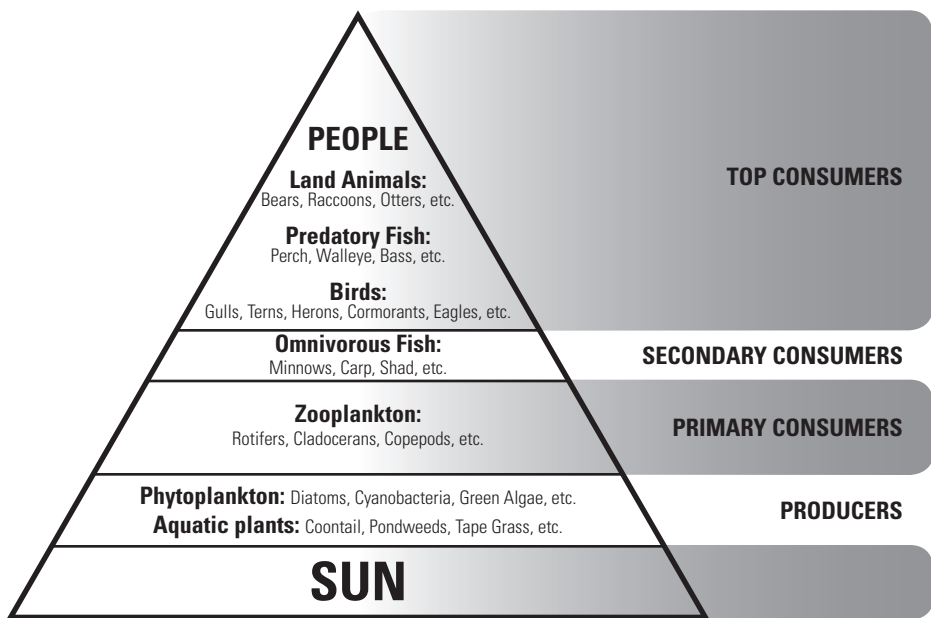 PEOPLE
Land Animals:
Bears, Raccoons, Otters, etc.
TOP CONSUMERS
Predatory Fish:
Perch, Walleye, Bass, etc.
Birds:
Gulls, Terns, Herons, Cormorants, Eagles, etc.
Omnivorous Fish:
Minnows, Carp, Shad, etc.
SECONDARY CONSUMERS
Zooplankton:
Rotifers, Cladocerans, Copepods, etc.
PRIMARY CONSUMERS
Phytoplankton: Diatoms, Cyanobacteria, Green Algae, etc.
Aquatic plants: Coontail, Pondweeds, Tape Grass, etc.
PRODUCERS
SUN